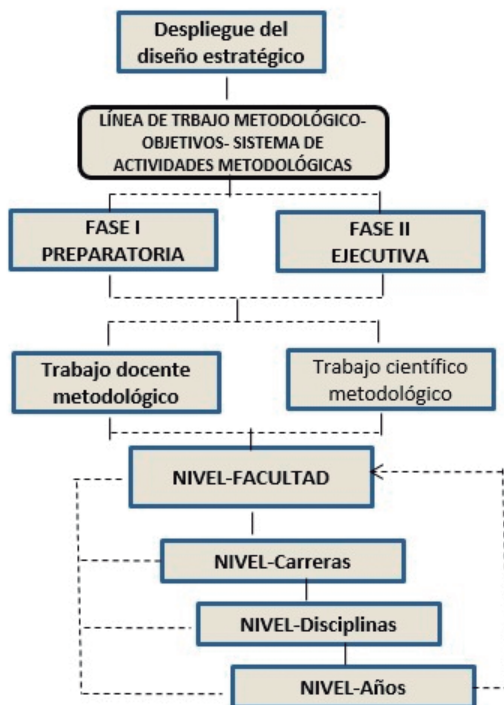 Despliegue del
diseño estratégico
LÍNEA DE TRBAJO METODOLÓGICO-
OBJETIVOS- SISTEMA DE
ACTIVIDADES METODOLÓGICAS
FASE I
PREPARATORIA
FASE II
EJECUTIVA
Trabajo docente
metodológico
Trabajo científico
metodológico
NIVEL-FACULTAD
NIVEL-Carreras
NIVEL-Disciplinas
NIVEL-Años